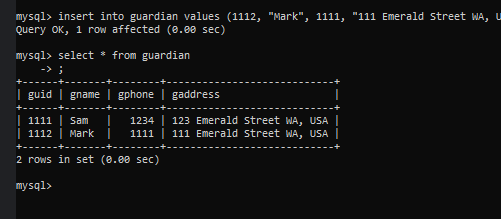 mysql> insert into guardian values (1112, "Mark", 1111, "111 Emerald Street WA, U
Query OK, 1 row affected (0.00 sec)
mysql> select * from guardian
    -> ;
+------+-------+--------+----------------------------+
| guid | gname | gphone | gaddress                   |
+------+-------+--------+----------------------------+
| 1111 | Sam   |   1234 | 123 Emerald Street WA, USA |
| 1112 | Mark  |   1111 | 111 Emerald Street WA, USA |
+------+-------+--------+----------------------------+
2 rows in set (0.00 sec)
mysql>